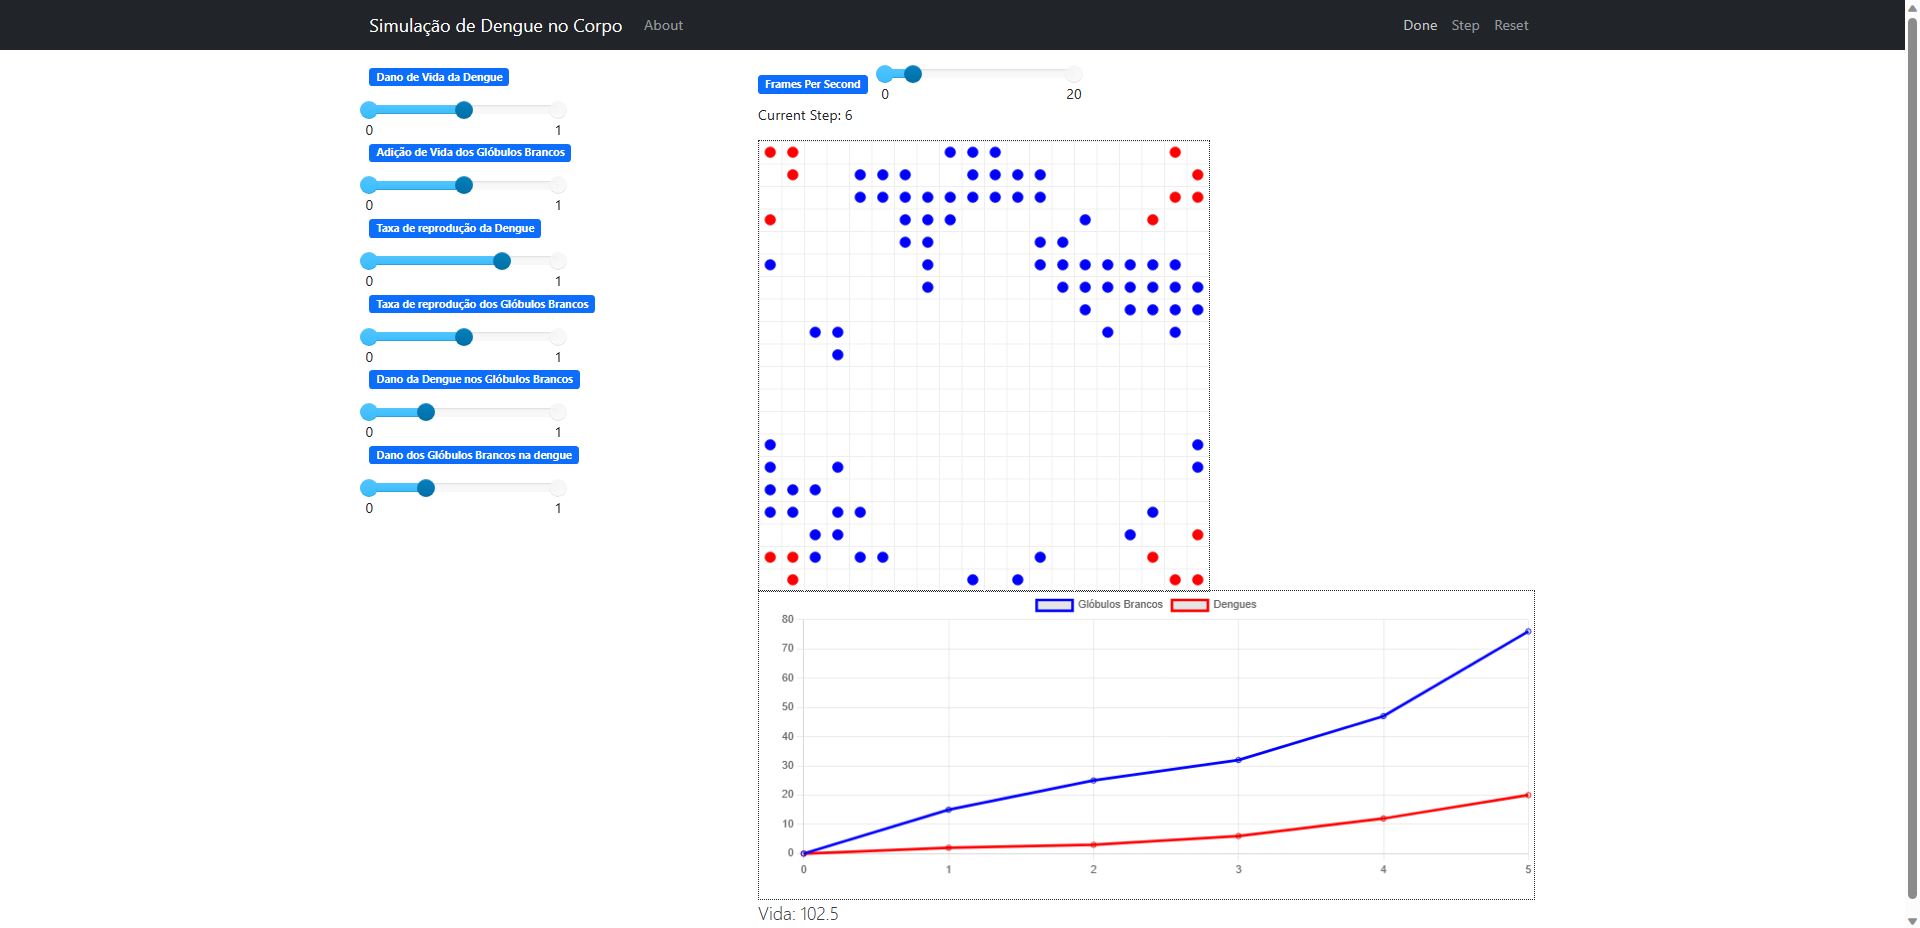 Simulação de Dengue no Corpo About Done Step Reset
Dano de Vida da Dengue
0 1
Adição de Vida dos Glóbulos Brancos
0 1
Taxa de reprodução da Dengue
0 1
Taxa de reprodução dos Glóbulos Brancos
0 1
Dano da Dengue nos Glóbulos Brancos
0 1
Dano dos Glóbulos Brancos na dengue
0 1
Frames Per Second
0 20
Current Step: 6
Glóbulos Brancos Dengues
80
70
60
50
40
30
20
10
0
0 1 2 3 4 5
Vida: 102.5